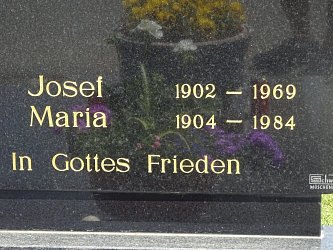 Josef 1902 – 1969
Maria 1904 – 1984
In Gottes Frieden